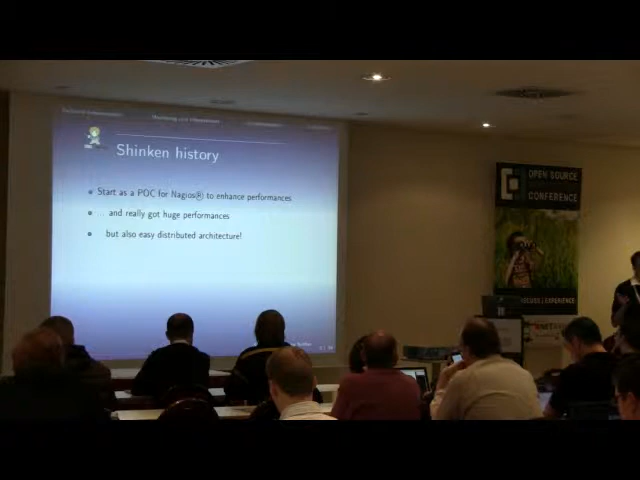 Shinken history
Start as a POC for Nagios® to enhance performances
... and really got huge performances
but also easy distributed architecture!
OPEN SOURCE
CONFERENCE